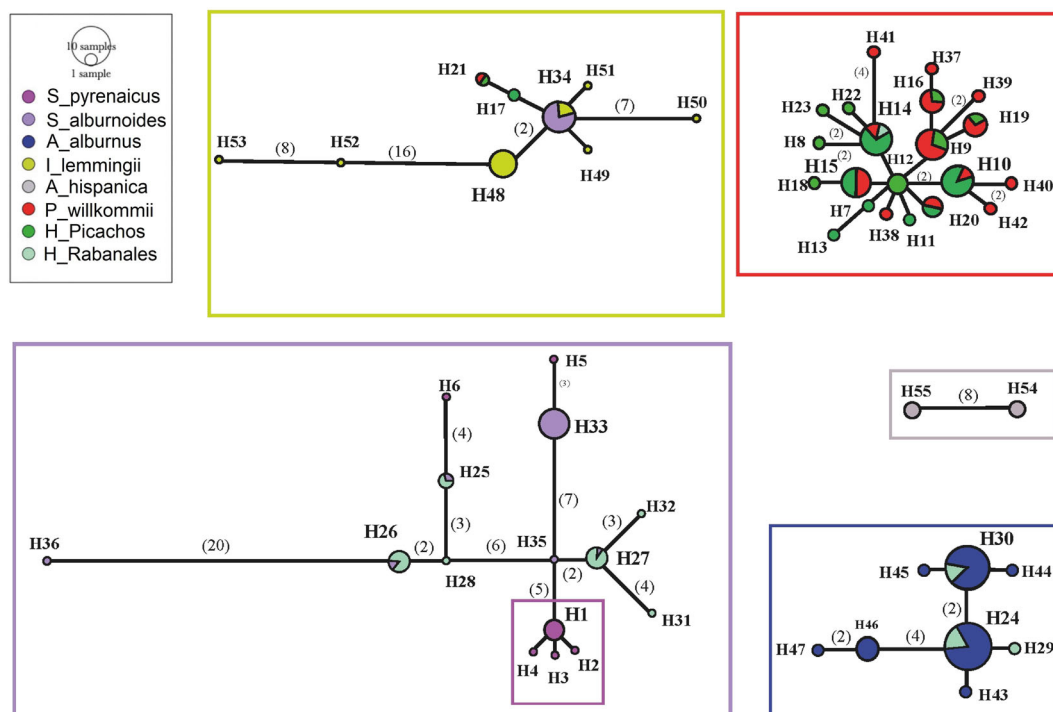 10 samples
1 sample
S_pyrenaicus
S_alburnoides
A_alburnus
I_lemmingii
A_hispanica
P_willkommii
H_Picachos
H_Rabanales
H21
H17
H34
H51
(7)
H50
(2)
H49
H53
(8)
H52
(16)
H48
H41
(4)
H37
H16
H39
(2)
H23
H22
H14
H19
H8
(2)
H9
H12
H15
(2)
(2)
H10
H18
H40
(2)
H7
H38
H11
H20
H42
H13
H5
(3)
H6
H33
(4)
H25
(7)
H32
(3)
(3)
H36
(20)
H26
(2)
H28
(6)
H35
(2)
H27
(4)
H31
(5)
H1
H4
H3
H2
H55
(8)
H54
H30
H45
H44
(2)
H24
H47
(2)
H46
(4)
H29
H43